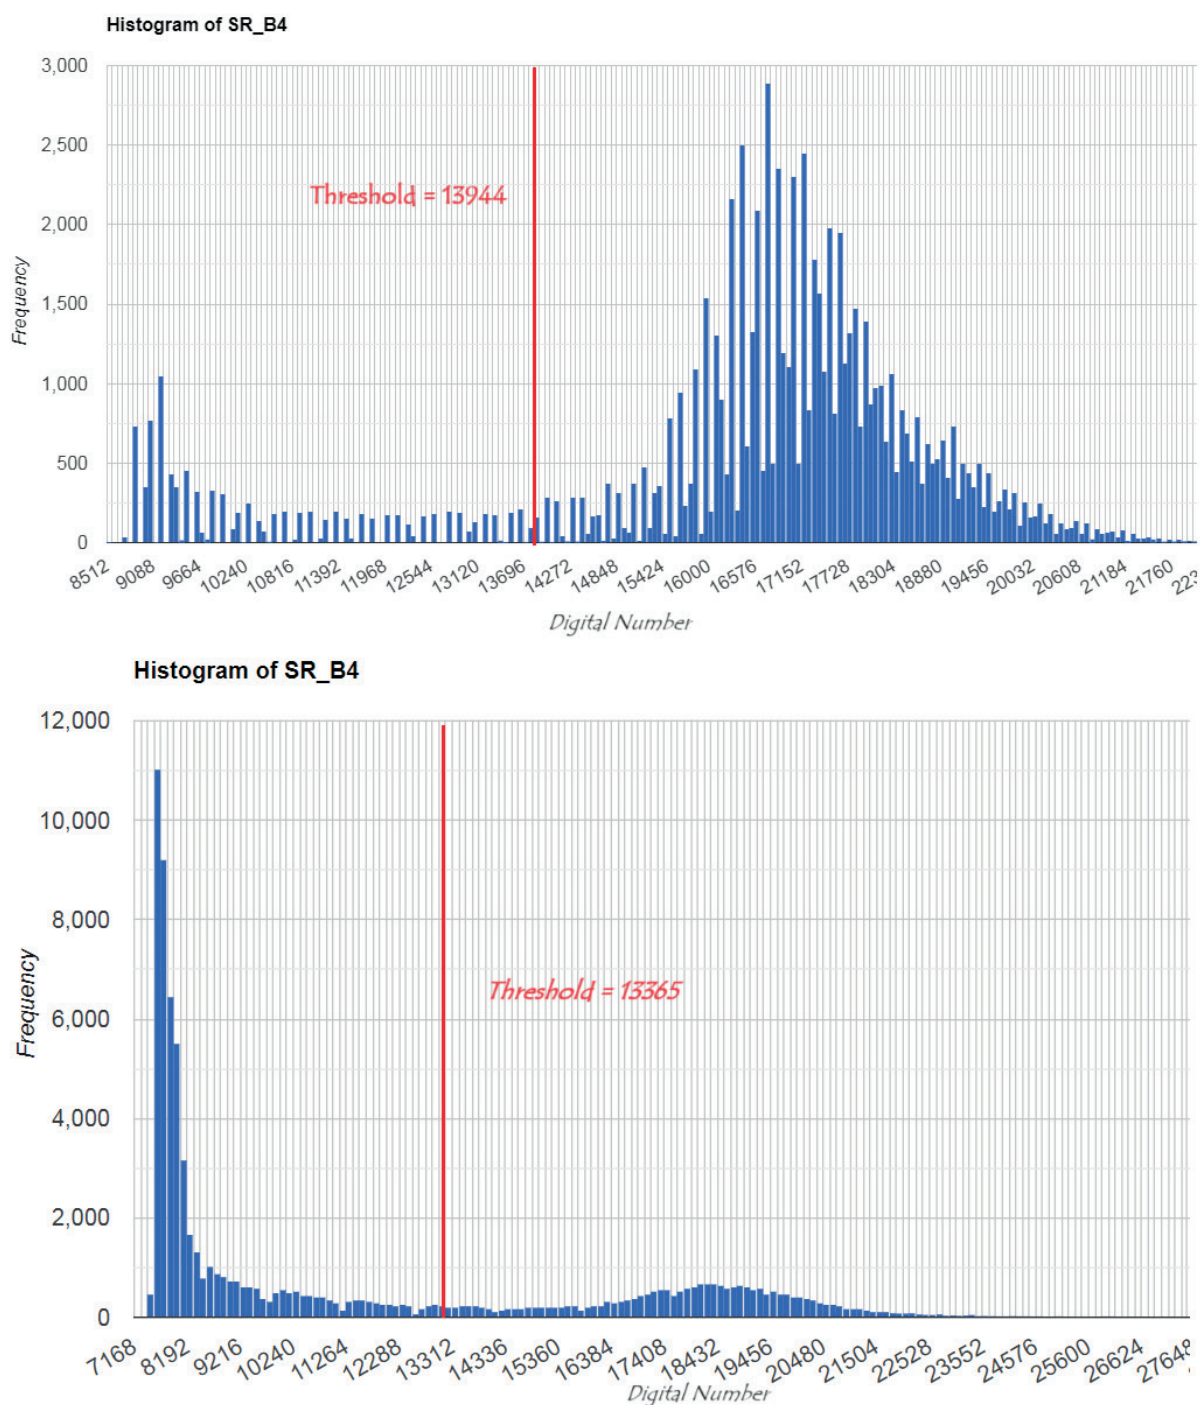 Histogram of SR_B4
3,000
2,500
Threshold = 13944
2,000
Frequency
1,500
1,000
500
0
8512 9088 9664 10240 10816 11392 11968 12544 13120 13696 14272 14848 15424 16000 16576 17152 17728 18304 18880 19456 20032 20608 21184 21760 223
Digital Number
Histogram of SR_B4
12,000
10,000
8,000
Threshold = 13365
Frequency
6,000
4,000
2,000
0
7168 8192 9216 10240 11264 12288 13312 14336 15360 16384 17408 18432 19456 20480 21504 22528 23552 24576 25600 26624 27648
Digital Number